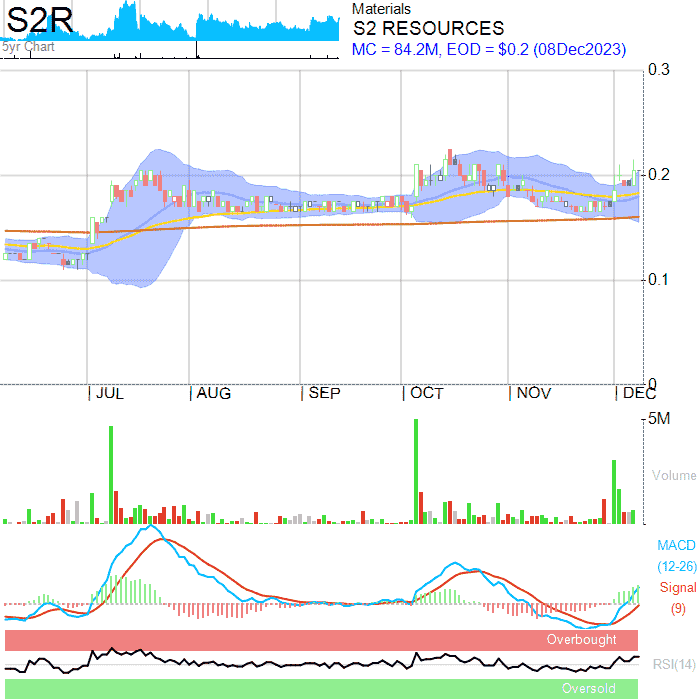 S2R
5yr Chart
Materials
S2 RESOURCES
MC = 84.2M, EOD = $0.2 (08Dec2023)
0.3
0.2
0.1
0
JUL AUG SEP OCT NOV DEC
5M
Volume
MACD
(12-26)
Signal
(9)
Overbought
RSI(14)
Oversold